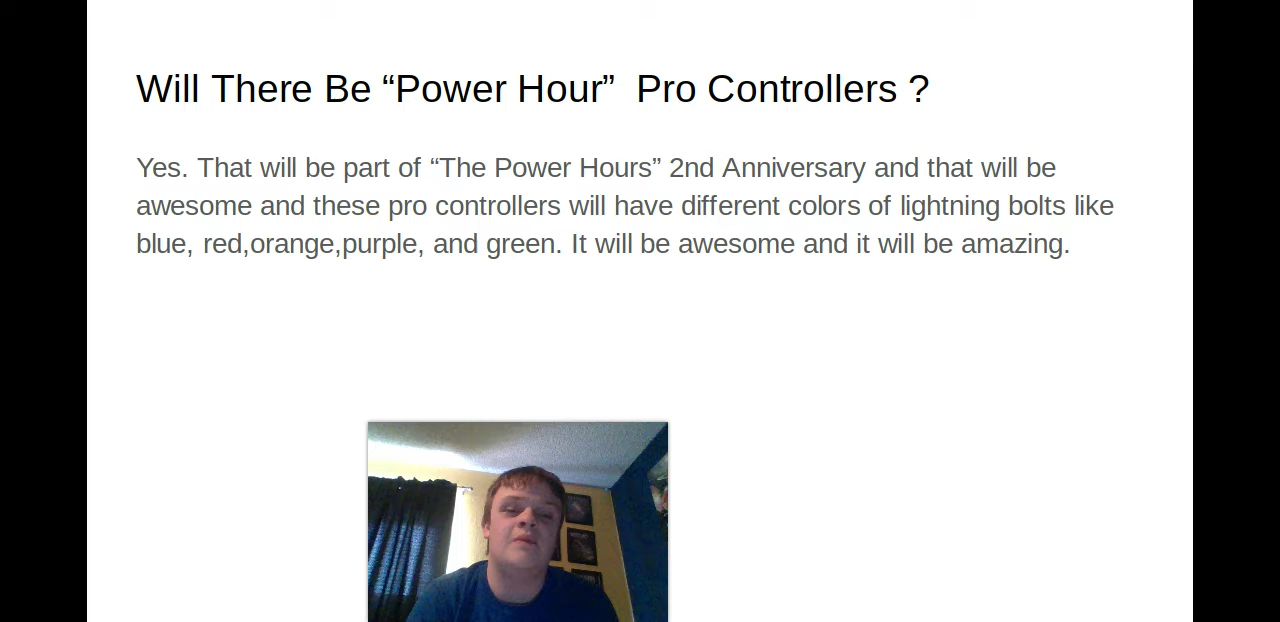 Will There Be “Power Hour”  Pro Controllers ?
Yes. That will be part of “The Power Hours” 2nd Anniversary and that will be
awesome and these pro controllers will have different colors of lightning bolts like
blue, red,orange,purple, and green. It will be awesome and it will be amazing.